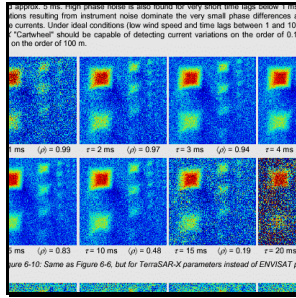 approx. 5 ms. High phase noise is also found for very short time lags below 1 ms
tions resulting from instrument noise dominate the very small phase differences a
e currents. Under ideal conditions (low wind speed and time lags between 1 and 10
X "Cartwheel" should be capable of detecting current variations on the order of 0.1
on the order of 100 m.
1 ms ⟨ρ⟩ = 0.99 τ = 2 ms ⟨ρ⟩ = 0.97 τ = 3 ms ⟨ρ⟩ = 0.94 τ = 4 ms
5 ms ⟨ρ⟩ = 0.83 τ = 10 ms ⟨ρ⟩ = 0.48 τ = 15 ms ⟨ρ⟩ = 0.19 τ = 20 ms
gure 6-10: Same as Figure 6-6, but for TerraSAR-X parameters instead of ENVISAT p